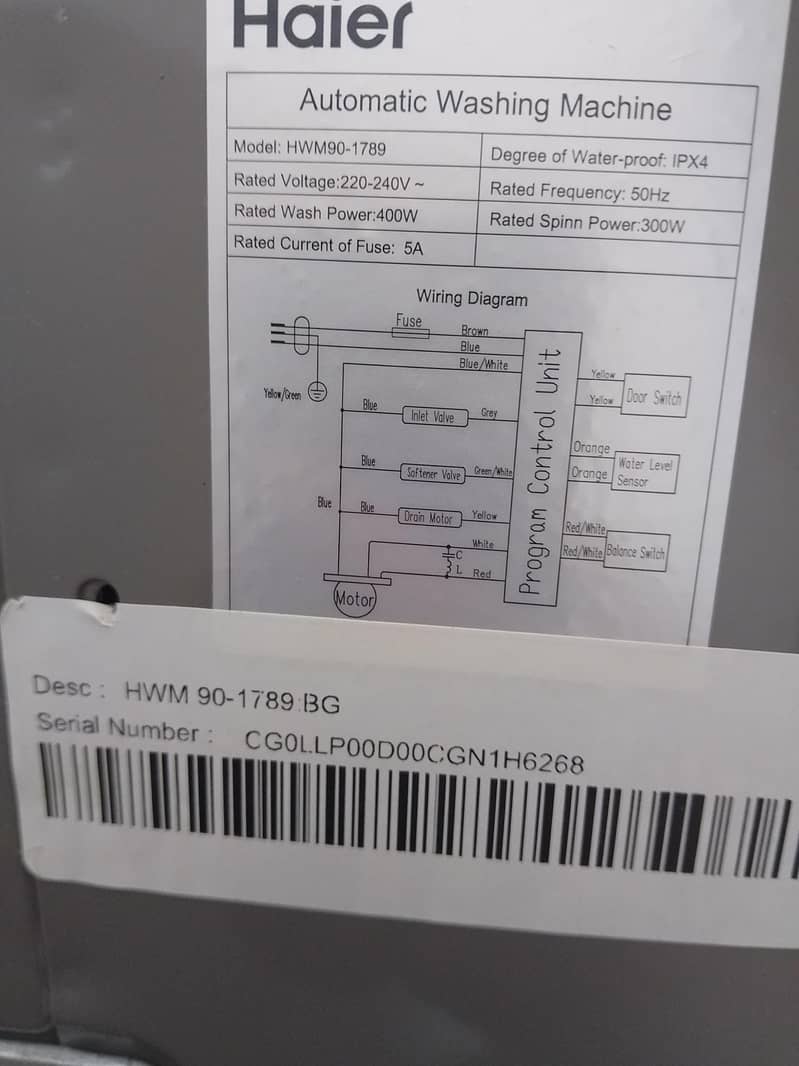 Haier
Automatic Washing Machine
Model: HWM90-1789
Degree of Water-proof: IPX4
Rated Voltage:220-240V ~
Rated Frequency: 50Hz
Rated Wash Power:400W
Rated Spinn Power:300W
Rated Current of Fuse: 5A
Wiring Diagram
Fuse
Brown
Blue
Blue/White
Yellow/Green
Blue
Inlet Valve
Grey
Blue
Softener Valve
Green/White
Blue
Blue
Drain Motor
Yellow
White
C
L
Red
Motor
Program Control Unit
Yellow
Yellow
Door Switch
Orange
Orange
Water Level
Sensor
Red/White
Red/White
Balance Switch
Desc : HWM 90-1789 BG
Serial Number : CG0LLP00D00CGN1H6268